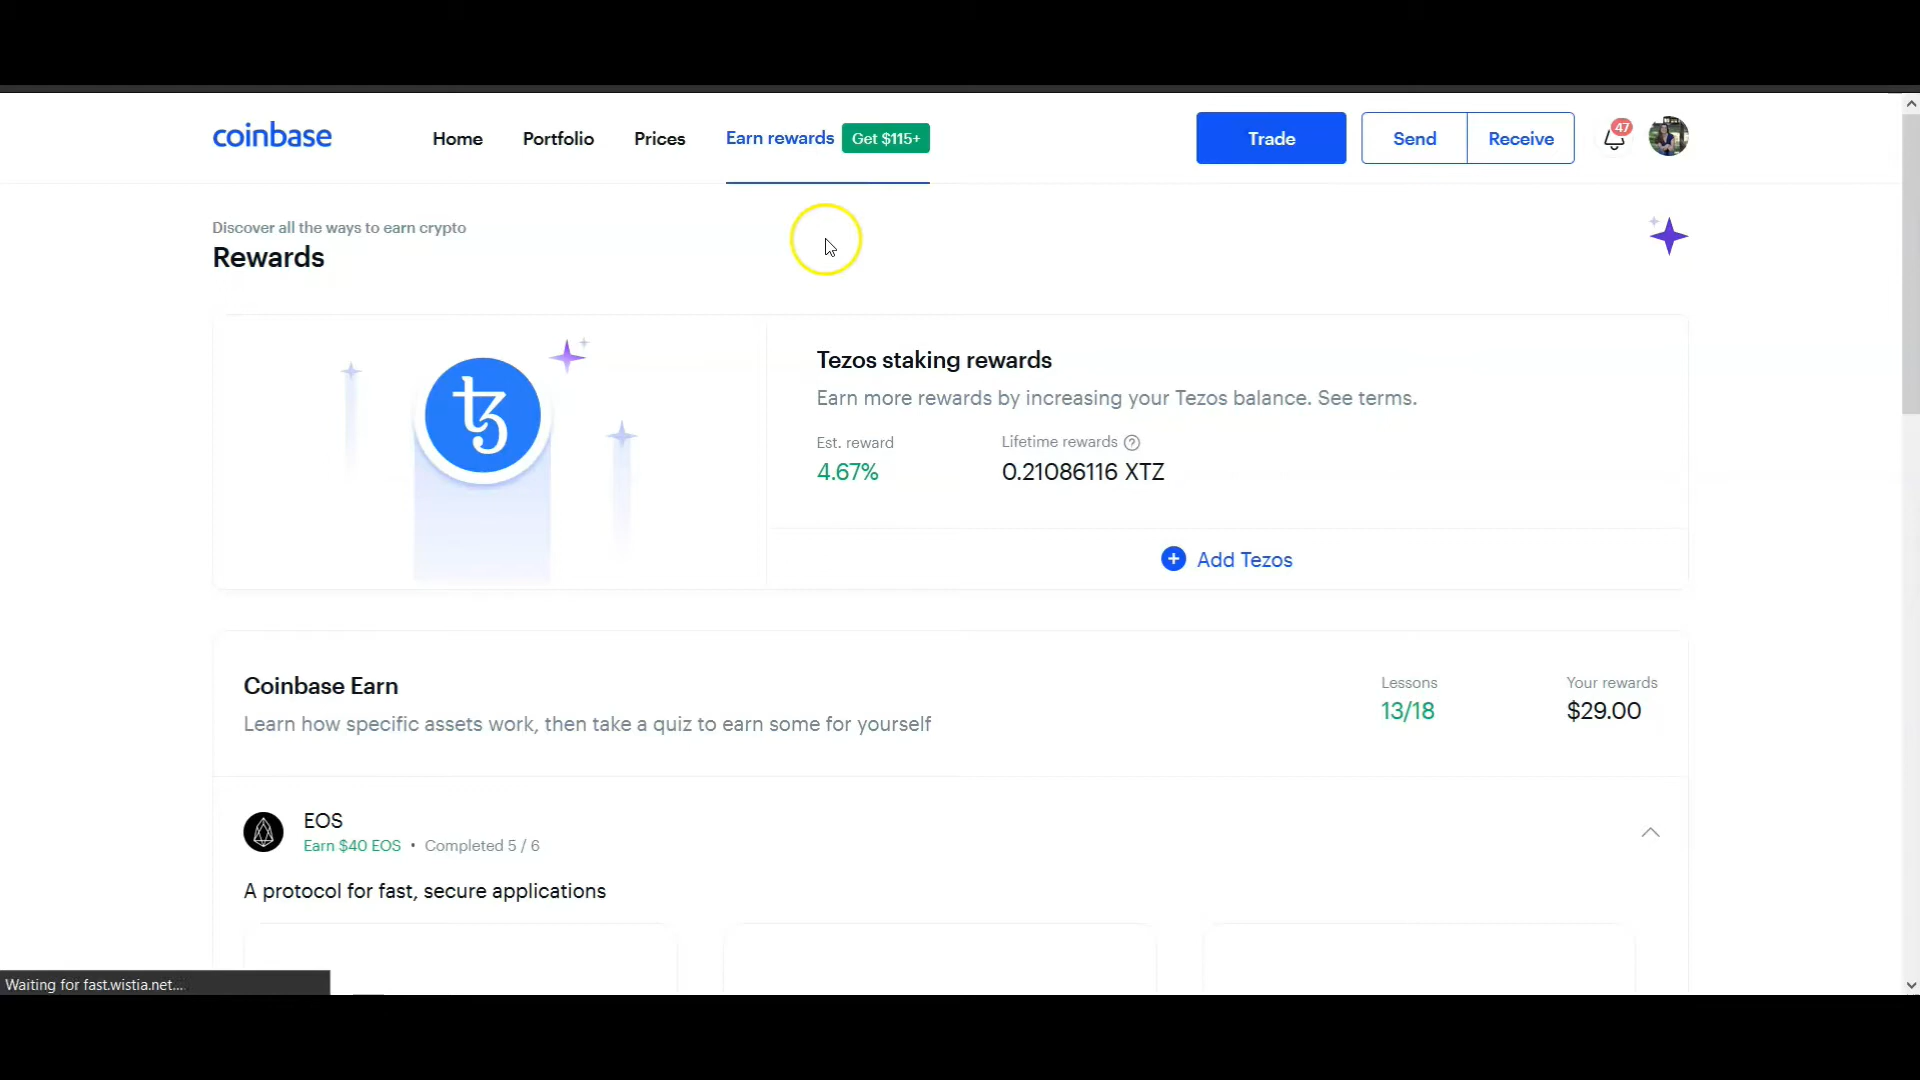 coinbase
Home
Portfolio
Prices
Earn rewards
Get $115+
Trade
Send
Receive
47
Discover all the ways to earn crypto
Rewards
Tezos staking rewards
Earn more rewards by increasing your Tezos balance. See terms.
Est. reward
Lifetime rewards ?
4.67%
0.21086116 XTZ
+ Add Tezos
Coinbase Earn
Learn how specific assets work, then take a quiz to earn some for yourself
Lessons
13/18
Your rewards
$29.00
EOS
Earn $40 EOS • Completed 5 / 6
A protocol for fast, secure applications
Waiting for fast.wistia.net...